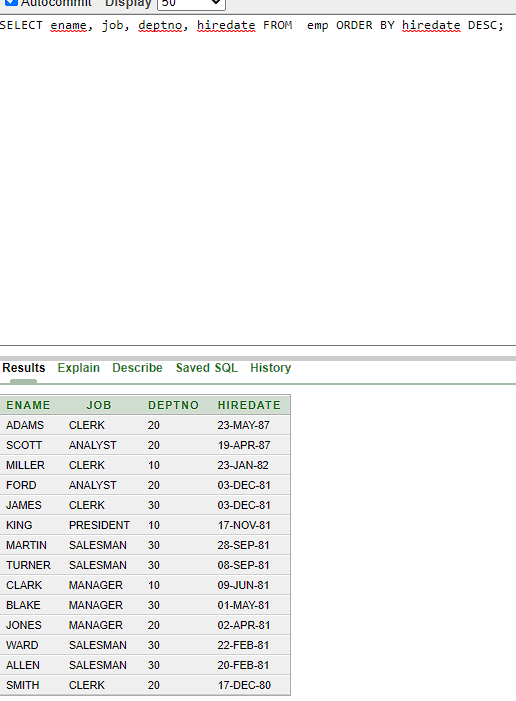 Autocommit Display 50
SELECT ename, job, deptno, hiredate FROM  emp ORDER BY hiredate DESC;
Results Explain Describe Saved SQL History
ENAME JOB DEPTNO HIREDATE
ADAMS CLERK 20 23-MAY-87
SCOTT ANALYST 20 19-APR-87
MILLER CLERK 10 23-JAN-82
FORD ANALYST 20 03-DEC-81
JAMES CLERK 30 03-DEC-81
KING PRESIDENT 10 17-NOV-81
MARTIN SALESMAN 30 28-SEP-81
TURNER SALESMAN 30 08-SEP-81
CLARK MANAGER 10 09-JUN-81
BLAKE MANAGER 30 01-MAY-81
JONES MANAGER 20 02-APR-81
WARD SALESMAN 30 22-FEB-81
ALLEN SALESMAN 30 20-FEB-81
SMITH CLERK 20 17-DEC-80